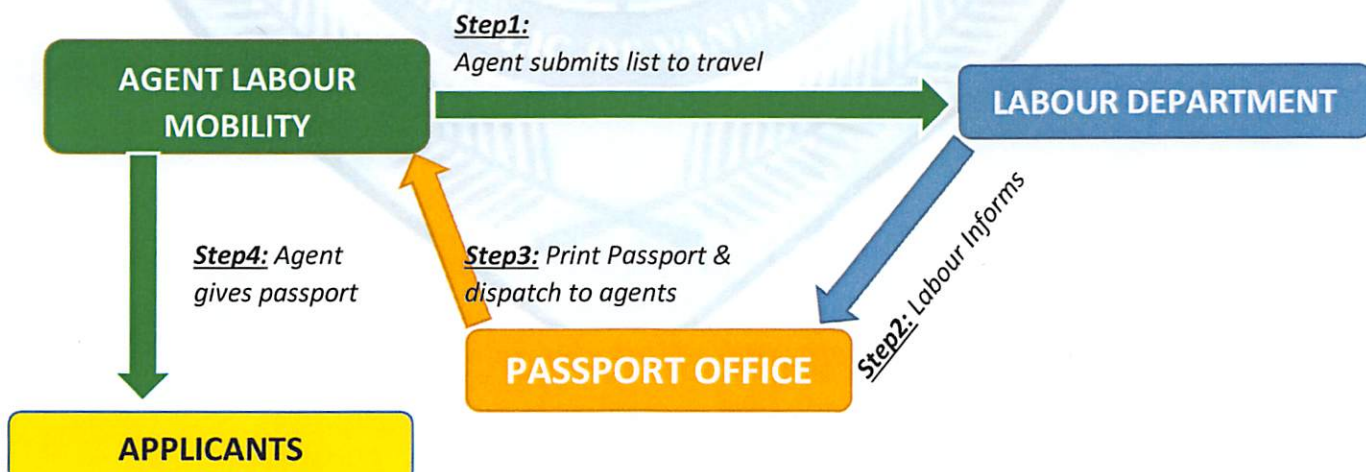 Step1:
Agent submits list to travel
AGENT LABOUR
MOBILITY
LABOUR DEPARTMENT
Step2: Labour Informs
Step3: Print Passport &
dispatch to agents
Step4: Agent
gives passport
PASSPORT OFFICE
APPLICANTS